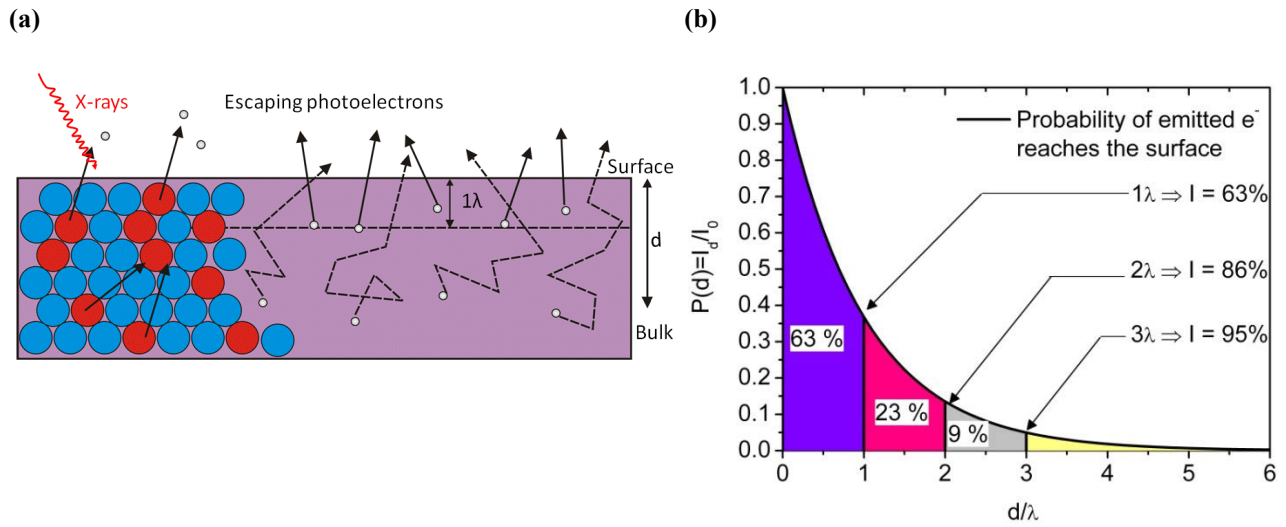 (a)
X-rays
Escaping photoelectrons
Surface
1λ
d
Bulk
(b)
P(d)=I_d/I_0
1.0
0.9
0.8
0.7
0.6
0.5
0.4
0.3
0.2
0.1
0.0
Probability of emitted e⁻
reaches the surface
1λ ⇒ I = 63%
2λ ⇒ I = 86%
3λ ⇒ I = 95%
63 %
23 %
9 %
0 1 2 3 4 5 6
d/λ